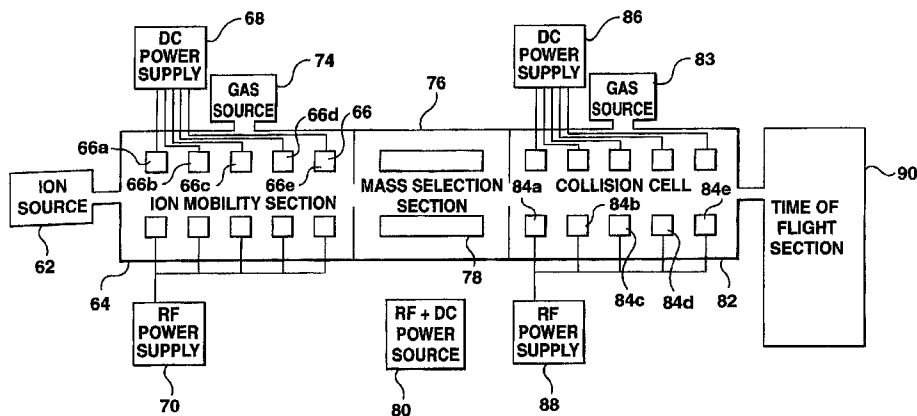 68
DC
POWER
SUPPLY
74
GAS
SOURCE
76
86
DC
POWER
SUPPLY
83
GAS
SOURCE
66a
66b
66c
66d
66
66e
ION
SOURCE
62
ION MOBILITY SECTION
MASS SELECTION
SECTION
COLLISION CELL
84a
84b
84e
90
TIME OF
FLIGHT
SECTION
64
78
84c
84d
82
RF
POWER
SUPPLY
70
RF + DC
POWER
SOURCE
80
RF
POWER
SUPPLY
88